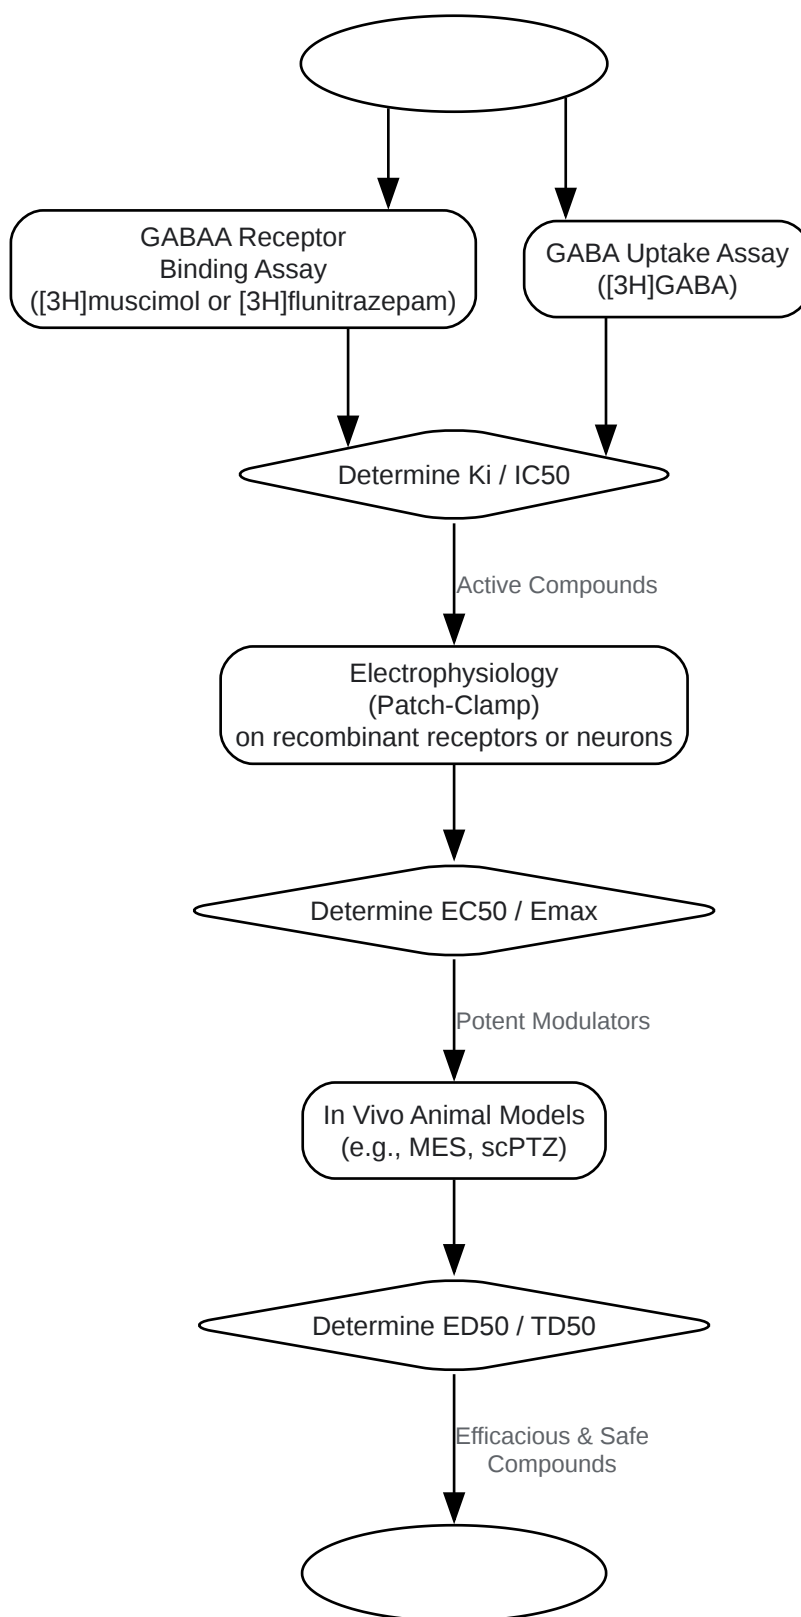 GABAA Receptor
Binding Assay
([3H]muscimol or [3H]flunitrazepam)
GABA Uptake Assay
([3H]GABA)
Determine Ki / IC50
Active Compounds
Electrophysiology
(Patch-Clamp)
on recombinant receptors or neurons
Determine EC50 / Emax
Potent Modulators
In Vivo Animal Models
(e.g., MES, scPTZ)
Determine ED50 / TD50
Efficacious & Safe
Compounds